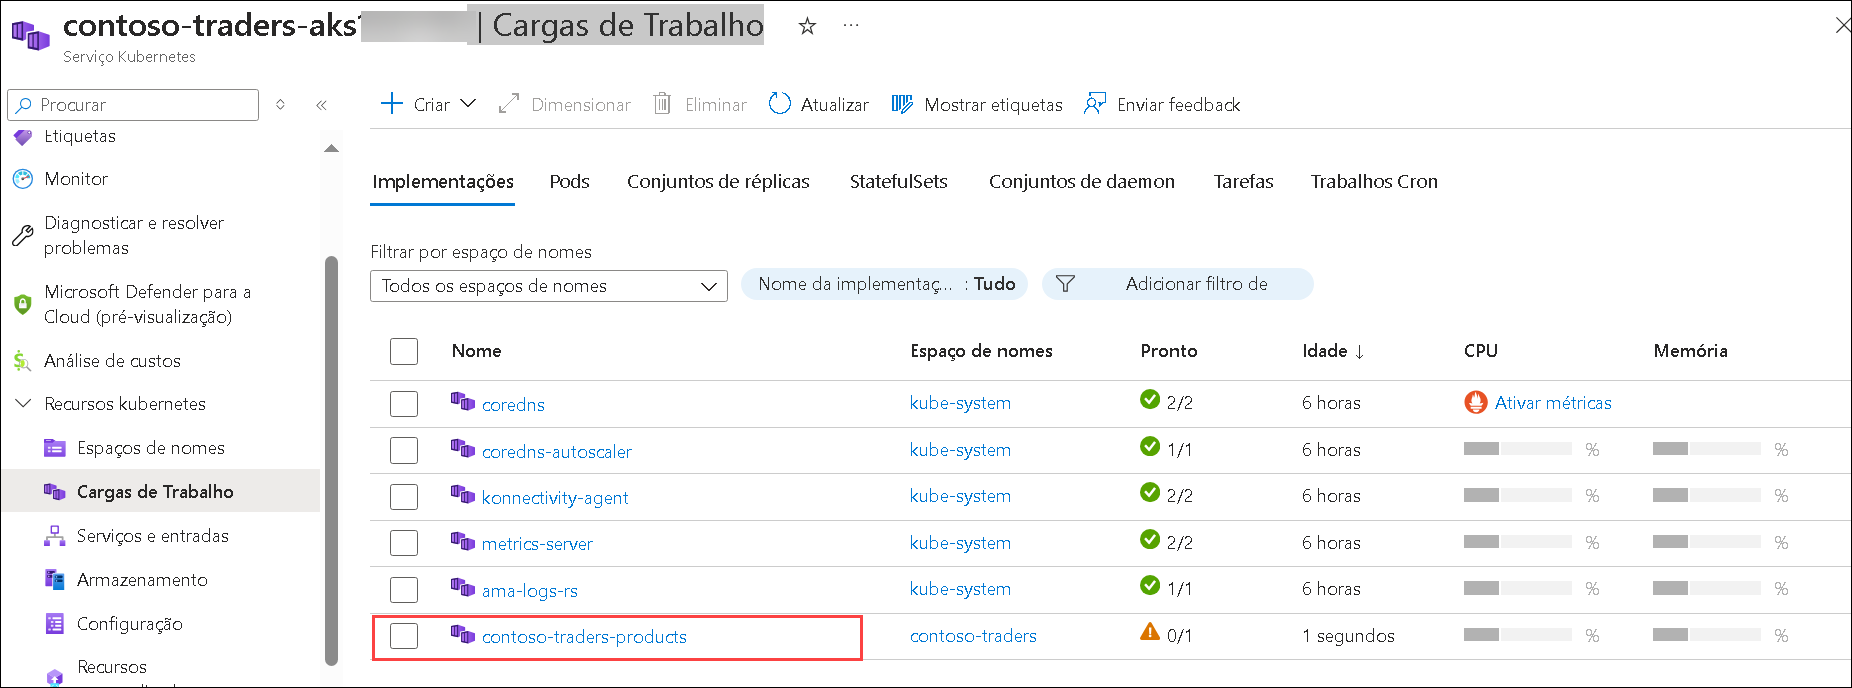 contoso-traders-aks | Cargas de Trabalho
Serviço Kubernetes
Procurar
Criar
Dimensionar
Eliminar
Atualizar
Mostrar etiquetas
Enviar feedback
Etiquetas
Monitor
Diagnosticar e resolver
problemas
Microsoft Defender para a
Cloud (pré-visualização)
Análise de custos
Recursos kubernetes
Espaços de nomes
Cargas de Trabalho
Serviços e entradas
Armazenamento
Configuração
Recursos
Implementações Pods Conjuntos de réplicas StatefulSets Conjuntos de daemon Tarefas Trabalhos Cron
Filtrar por espaço de nomes
Todos os espaços de nomes
Nome da implementaç... : Tudo
Adicionar filtro de
Nome Espaço de nomes Pronto Idade ↓ CPU Memória
coredns kube-system 2/2 6 horas Ativar métricas
coredns-autoscaler kube-system 1/1 6 horas % %
konnectivity-agent kube-system 2/2 6 horas % %
metrics-server kube-system 2/2 6 horas % %
ama-logs-rs kube-system 1/1 6 horas % %
contoso-traders-products contoso-traders 0/1 1 segundos % %